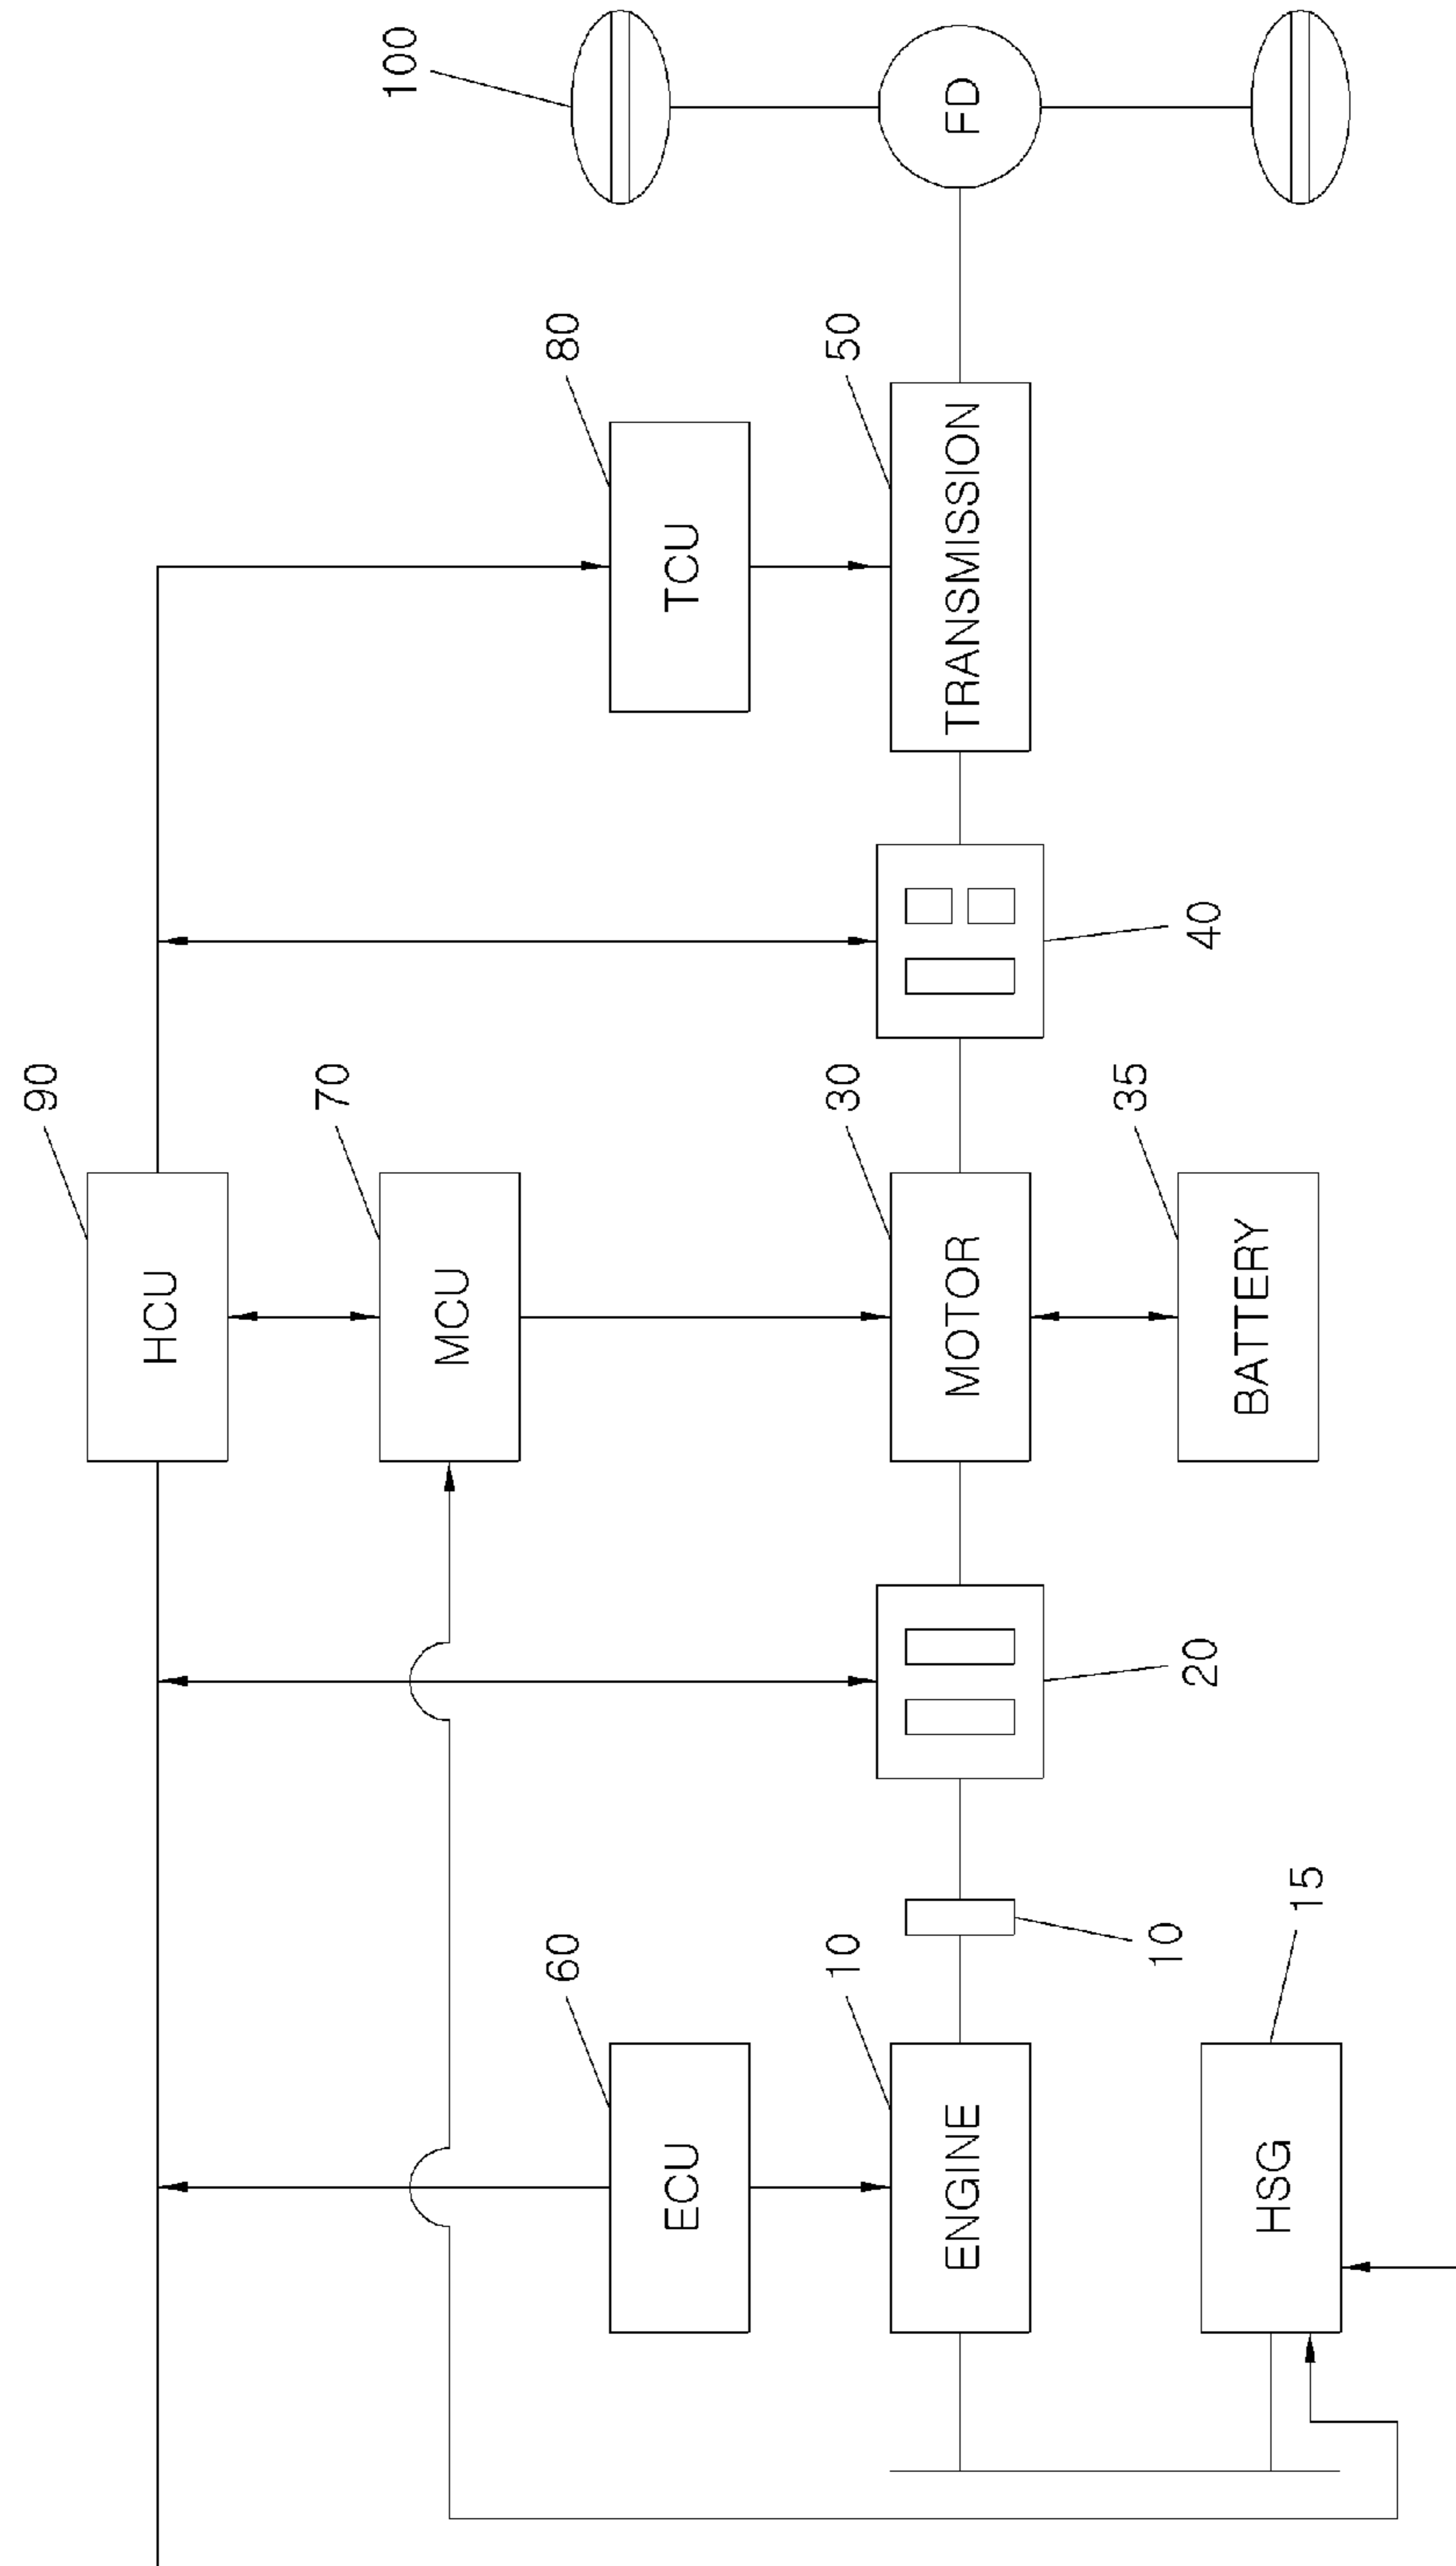 90
HCU
70
100
MCU
60 80
ECU TCU
10 30 50
ENGINE MOTOR TRANSMISSION FD
10 35
20 40
15
HSG BATTERY